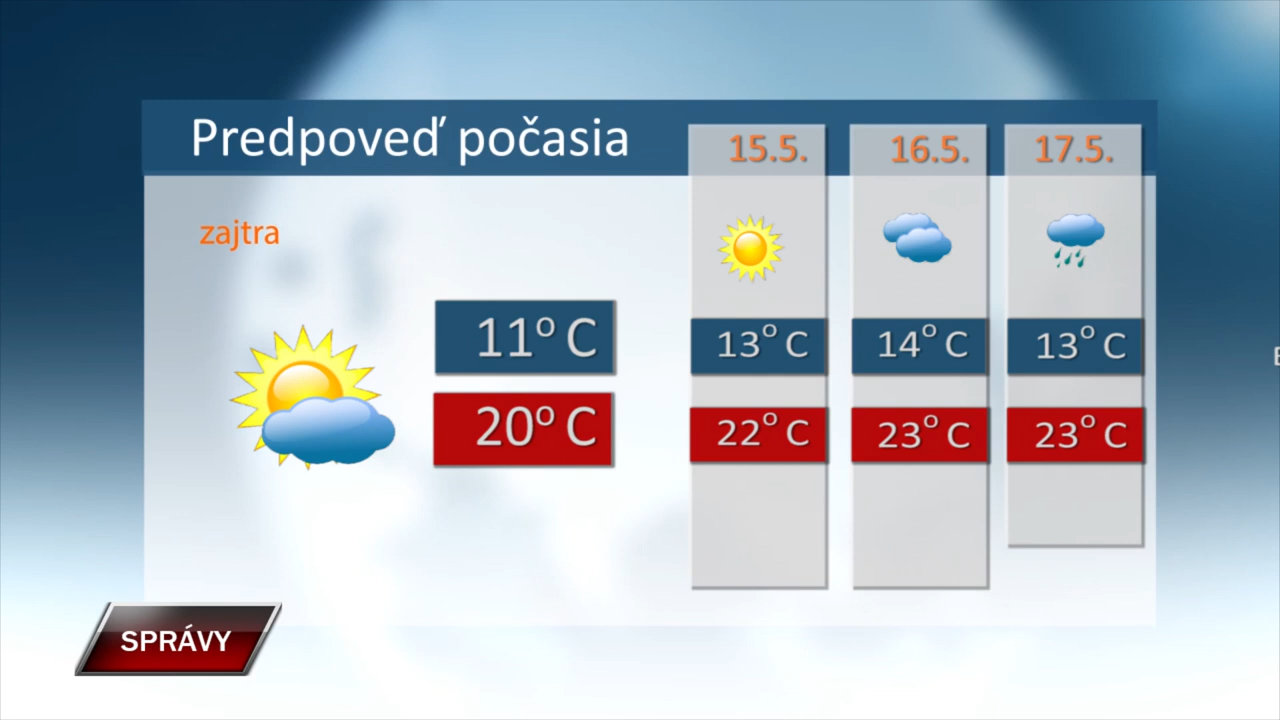 Predpoveď počasia
15.5.
16.5.
17.5.
zajtra
11° C
20° C
13° C
14° C
13° C
22° C
23° C
23° C
SPRÁVY